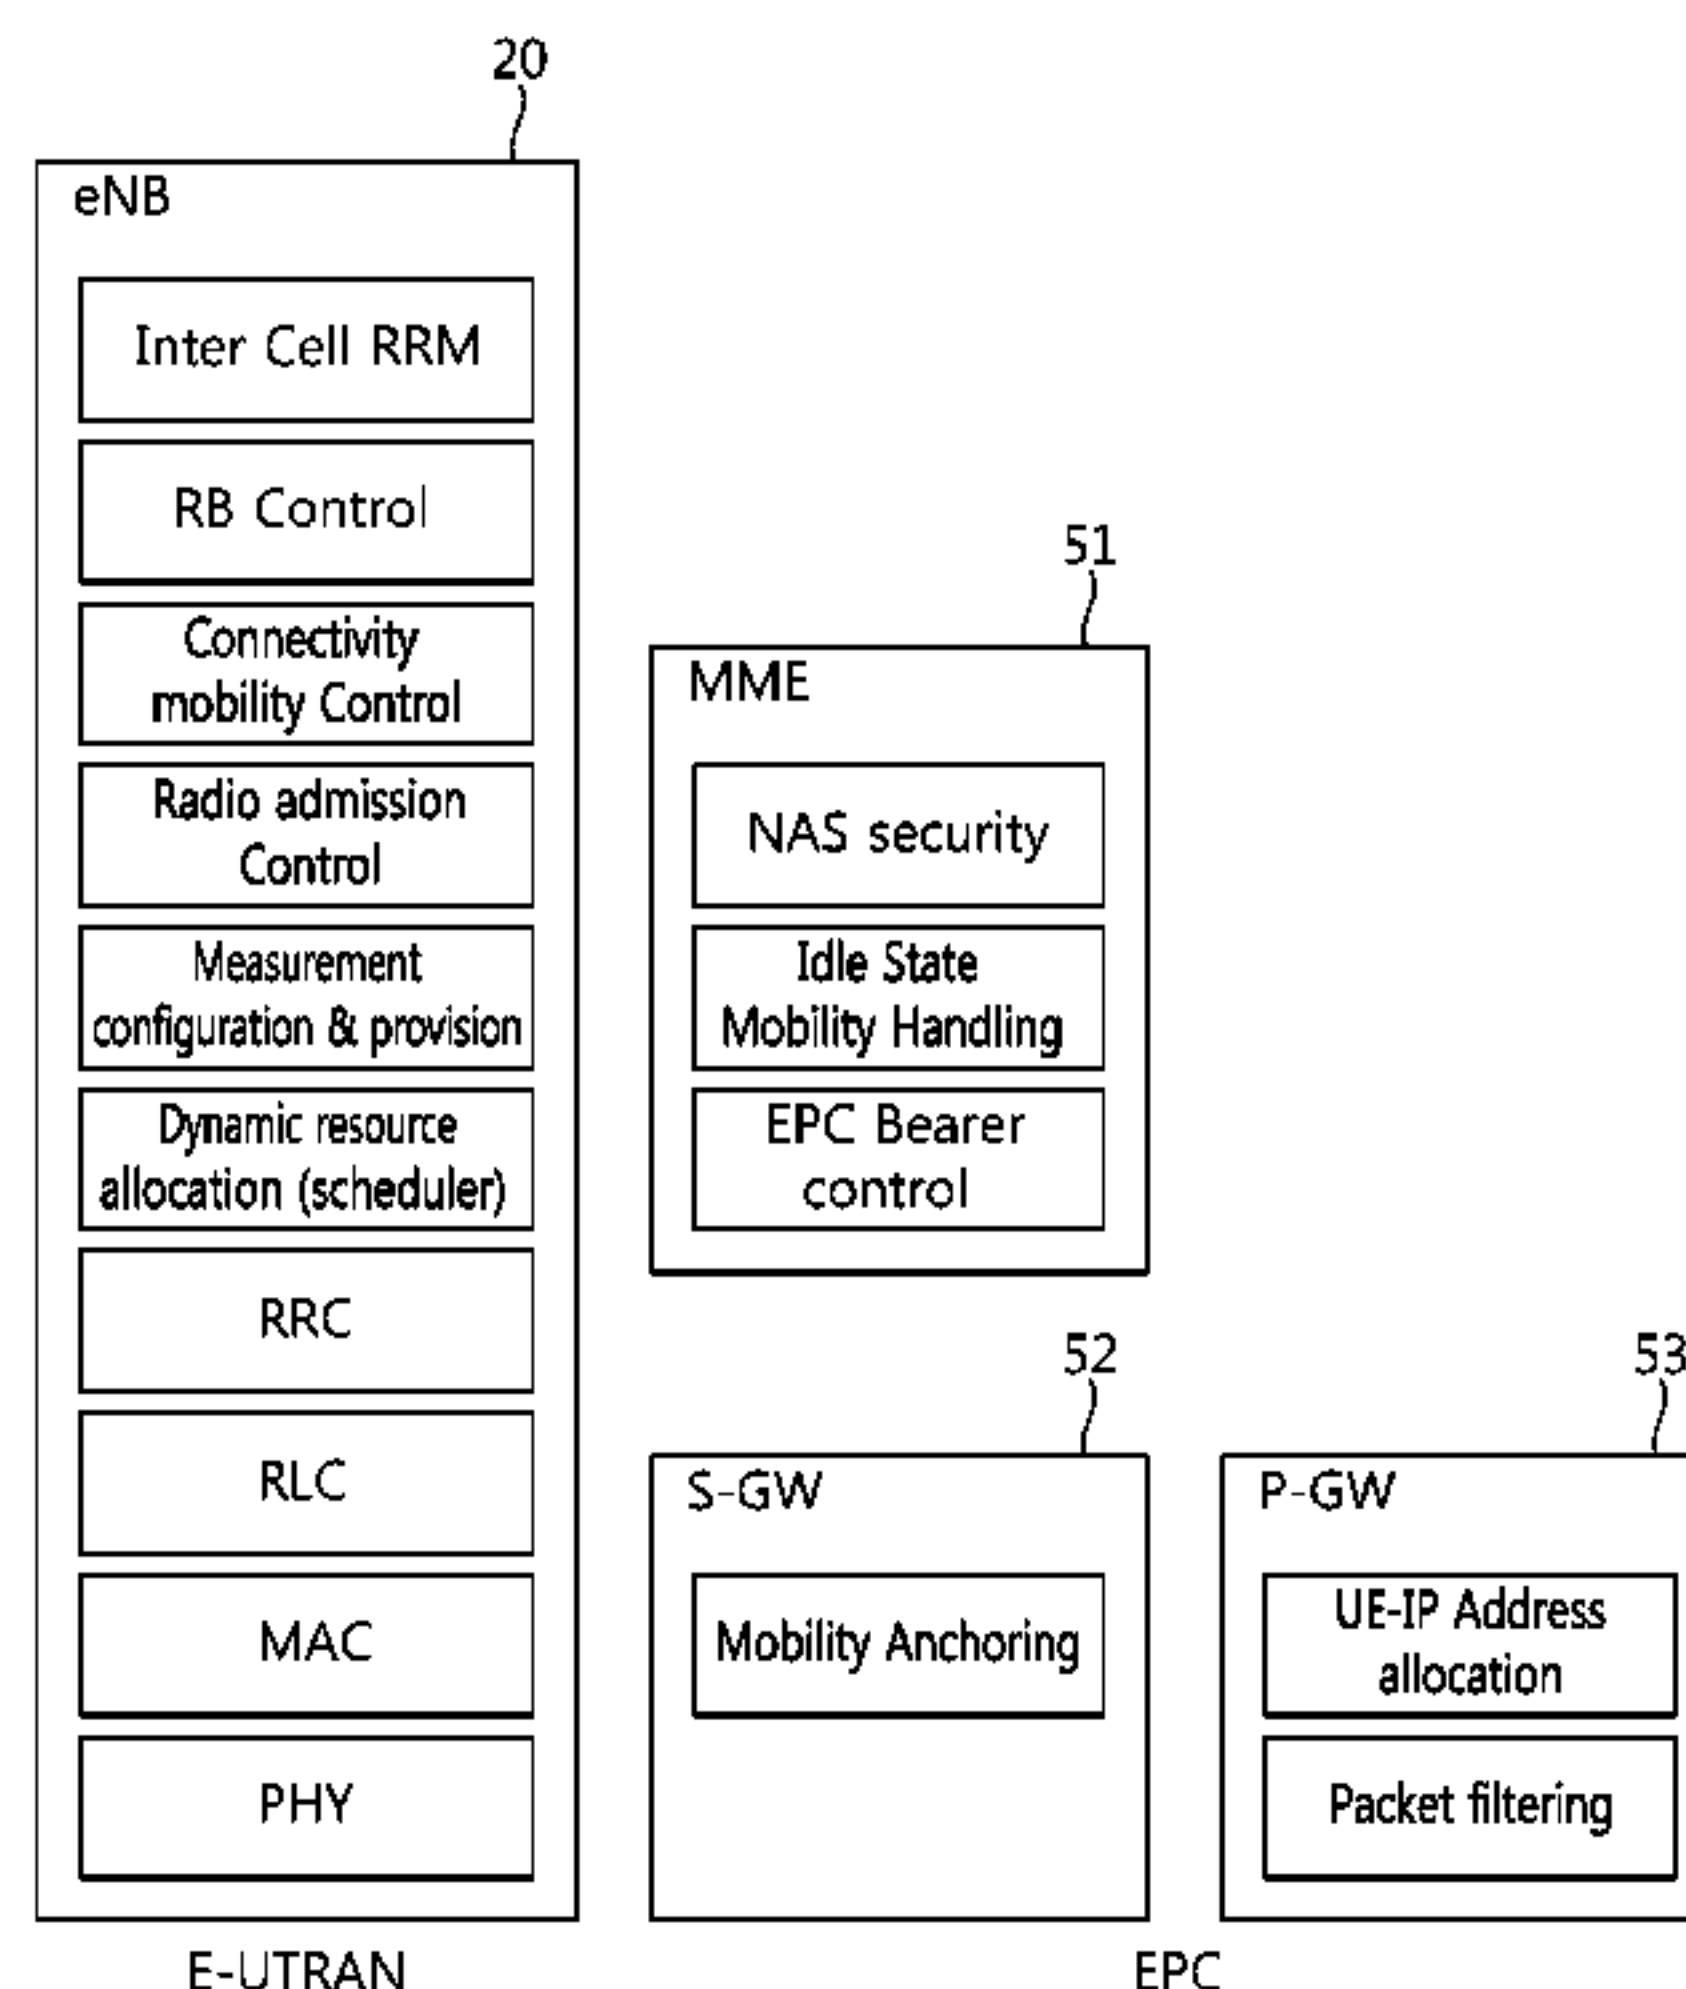 20
eNB
Inter Cell RRM
RB Control
Connectivity
mobility Control
Radio admission
Control
Measurement
configuration & provision
Dynamic resource
allocation (scheduler)
RRC
RLC
MAC
PHY
E-UTRAN
51
MME
NAS security
Idle State
Mobility Handling
EPC Bearer
control
52
S-GW
Mobility Anchoring
53
P-GW
UE-IP Address
allocation
Packet filtering
EPC